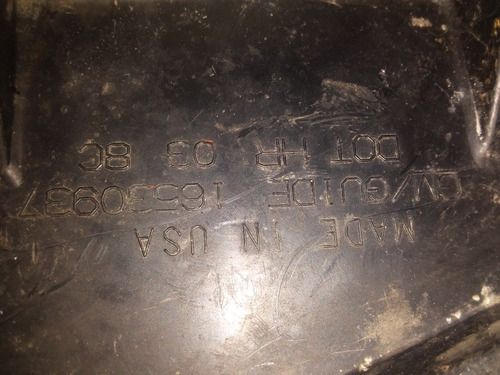 MADE IN USA
GM/GUIDE 16530937
DOT HR 03 8C